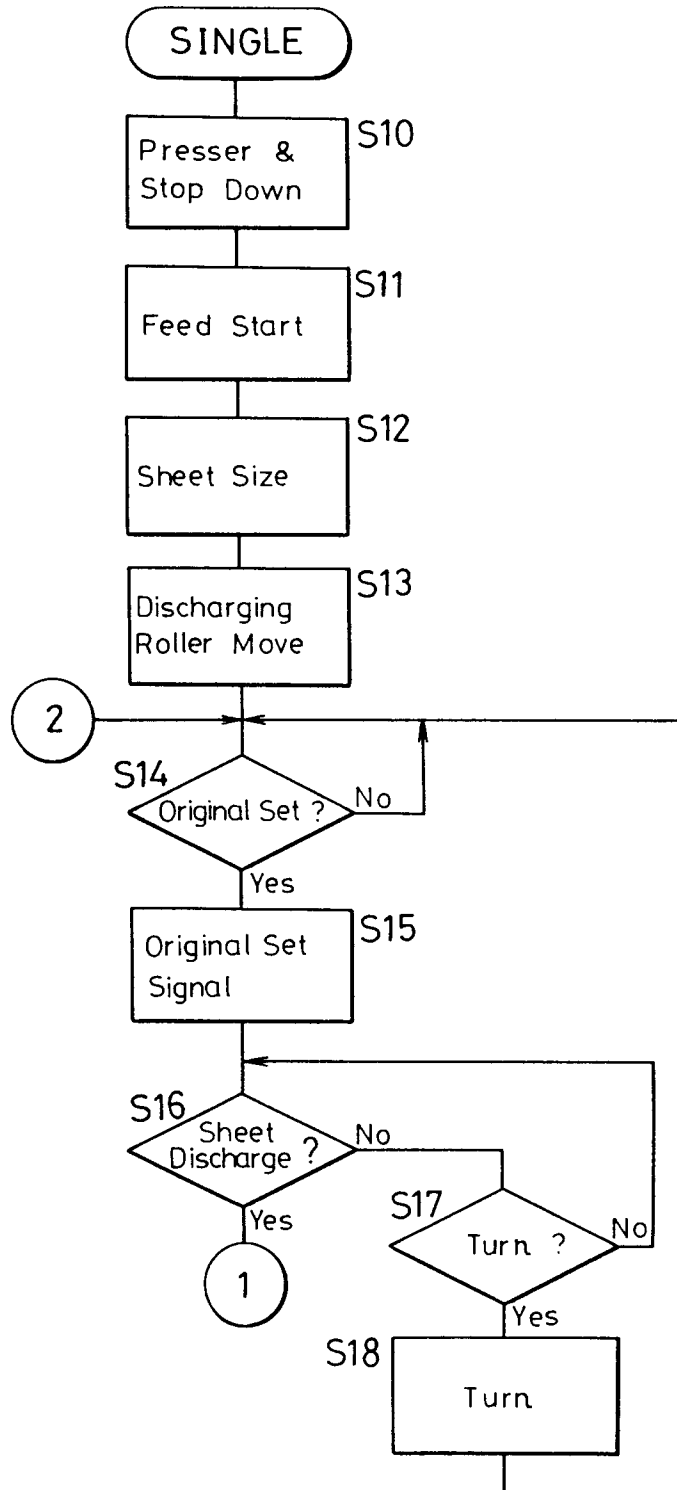 SINGLE
S10
Presser &
Stop Down
S11
Feed Start
S12
Sheet Size
S13
Discharging
Roller Move
2
S14
Original Set ?
No
Yes
S15
Original Set
Signal
S16
Sheet
Discharge ?
No
Yes
1
S17
Turn ?
No
Yes
S18
Turn